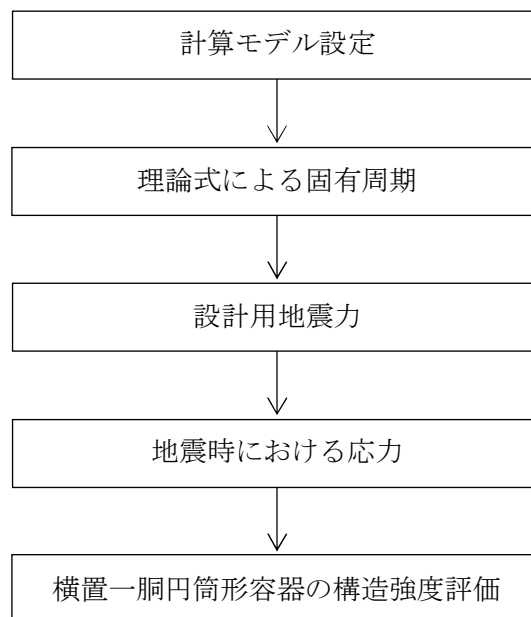 計算モデル設定
理論式による固有周期
設計用地震力
地震時における応力
横置一胴円筒形容器の構造強度評価